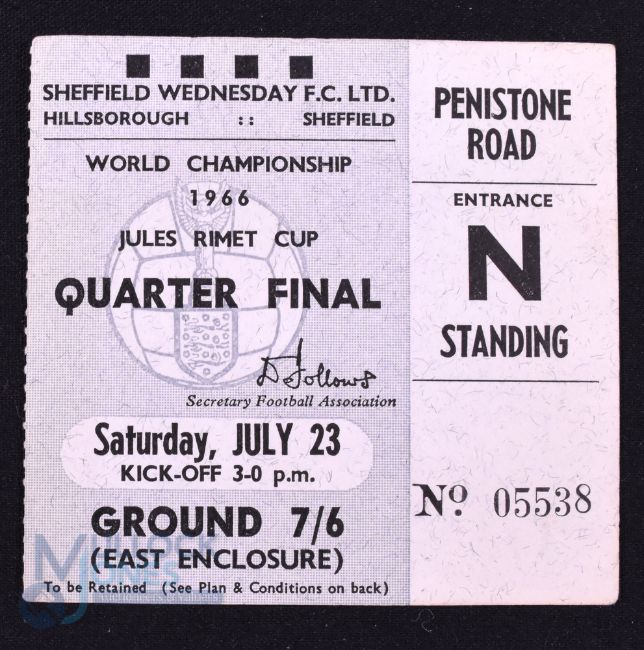 SHEFFIELD WEDNESDAY F.C. LTD.
HILLSBOROUGH :: SHEFFIELD
WORLD CHAMPIONSHIP
1966
JULES RIMET CUP
QUARTER FINAL
D Follows
Secretary Football Association
Saturday, JULY 23
KICK-OFF 3-0 p.m.
GROUND 7/6
(EAST ENCLOSURE)
To be Retained (See Plan & Conditions on back)
PENISTONE
ROAD
ENTRANCE
N
STANDING
No. 05538